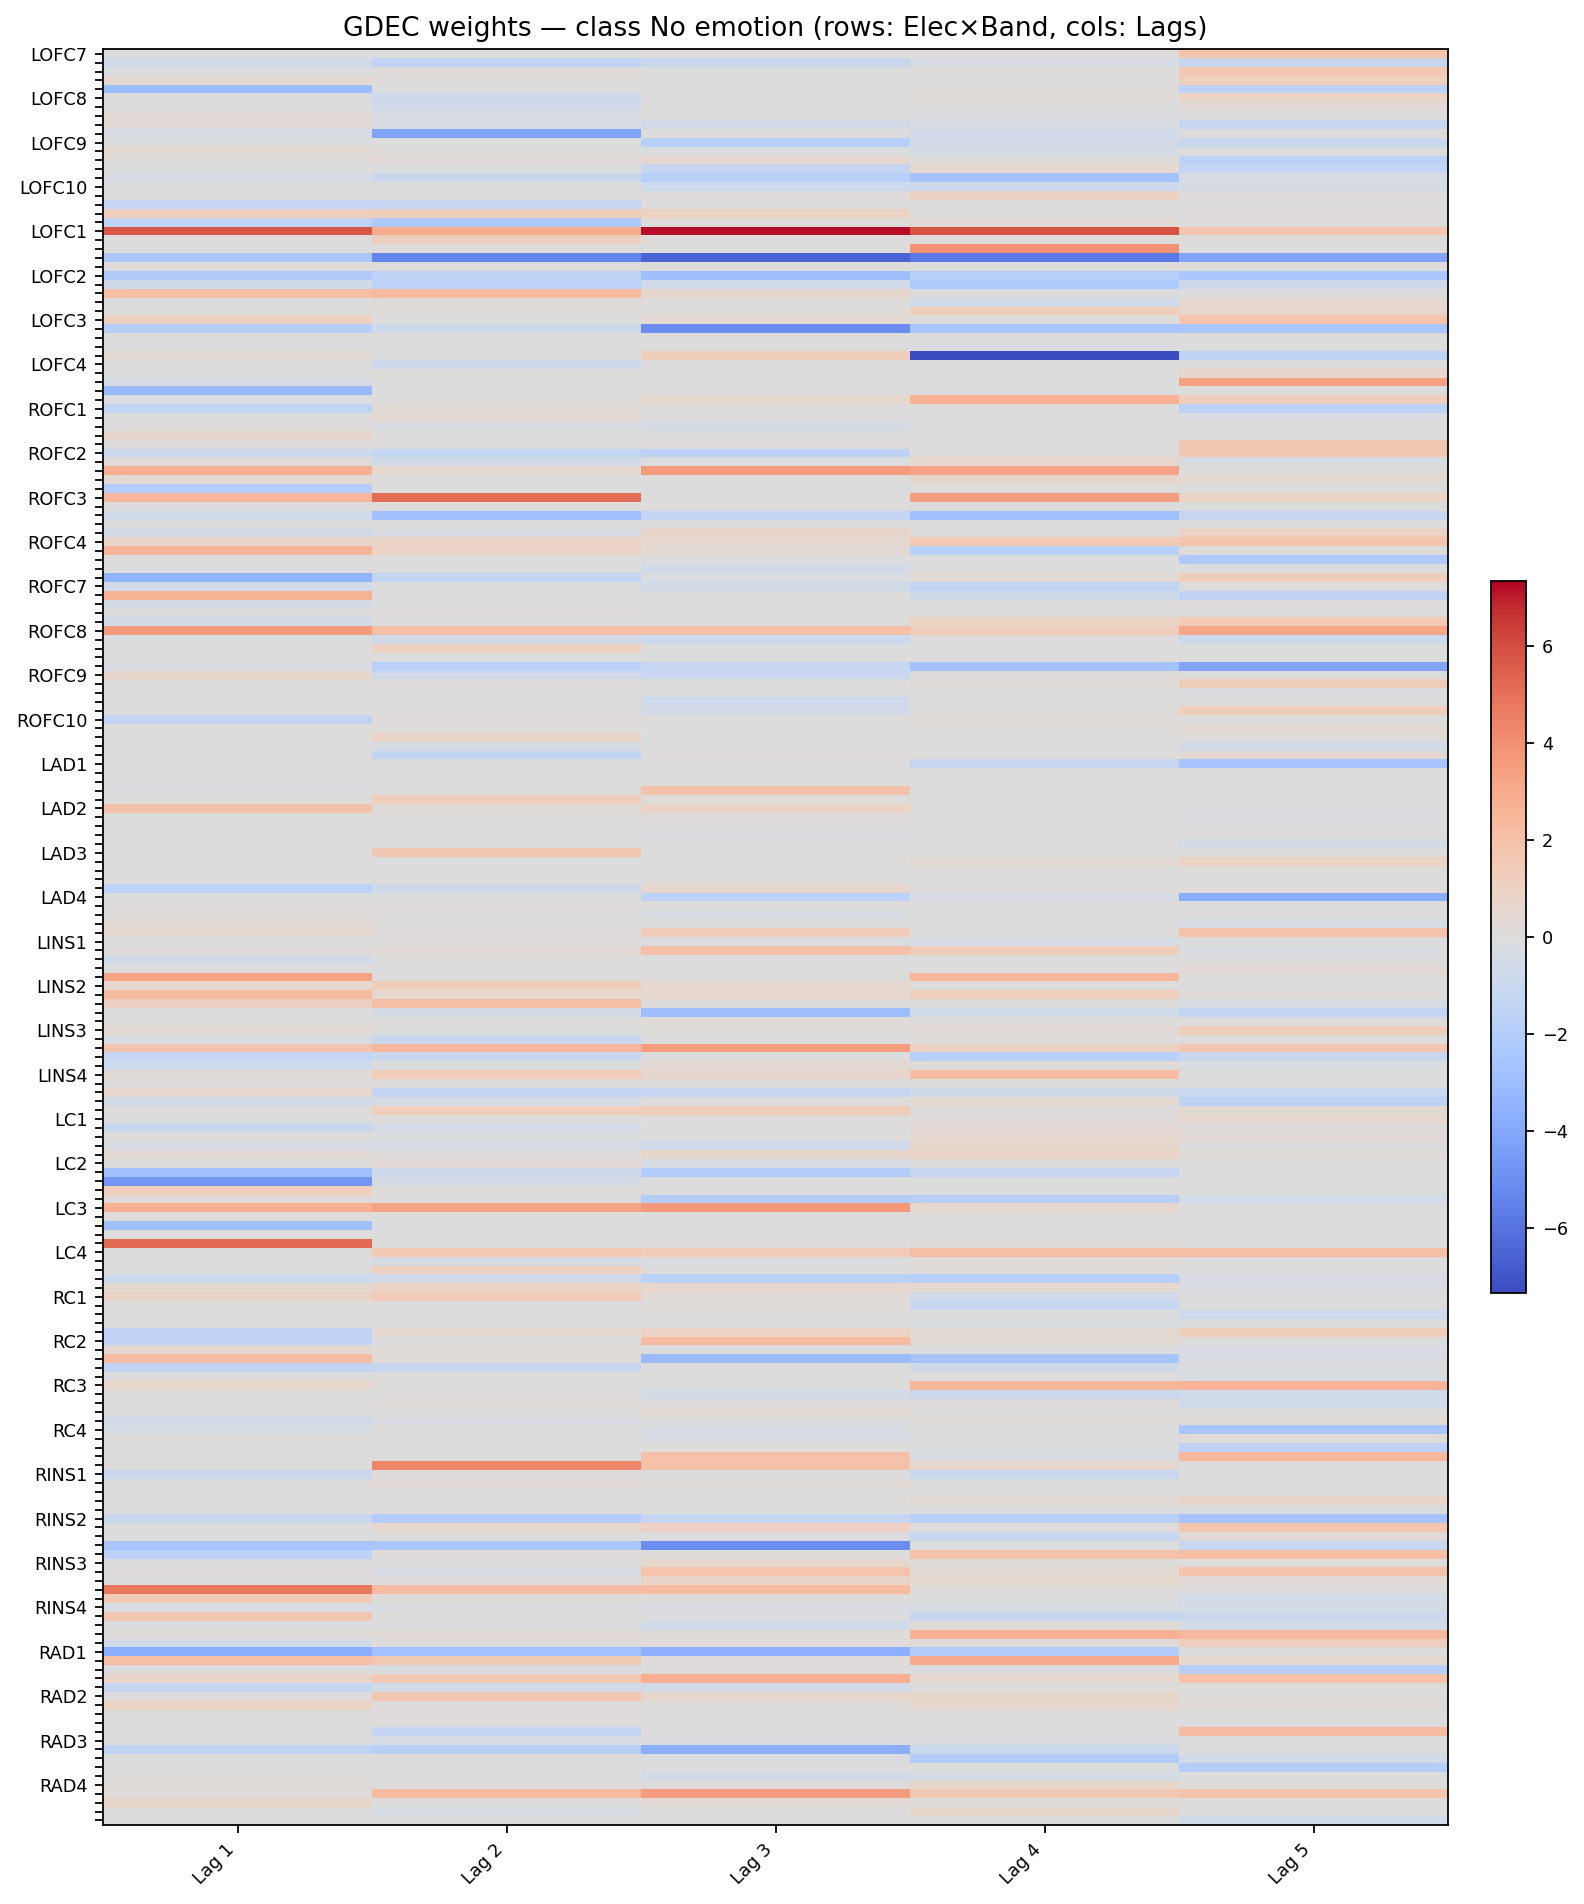 GDEC weights — class No emotion (rows: Elec×Band, cols: Lags)
LOFC7
LOFC8
LOFC9
LOFC10
LOFC1
LOFC2
LOFC3
LOFC4
ROFC1
ROFC2
ROFC3
ROFC4
ROFC7
ROFC8
ROFC9
ROFC10
LAD1
LAD2
LAD3
LAD4
LINS1
LINS2
LINS3
LINS4
LC1
LC2
LC3
LC4
RC1
RC2
RC3
RC4
RINS1
RINS2
RINS3
RINS4
RAD1
RAD2
RAD3
RAD4
Lag 1
Lag 2
Lag 3
Lag 4
Lag 5
6
4
2
0
−2
−4
−6